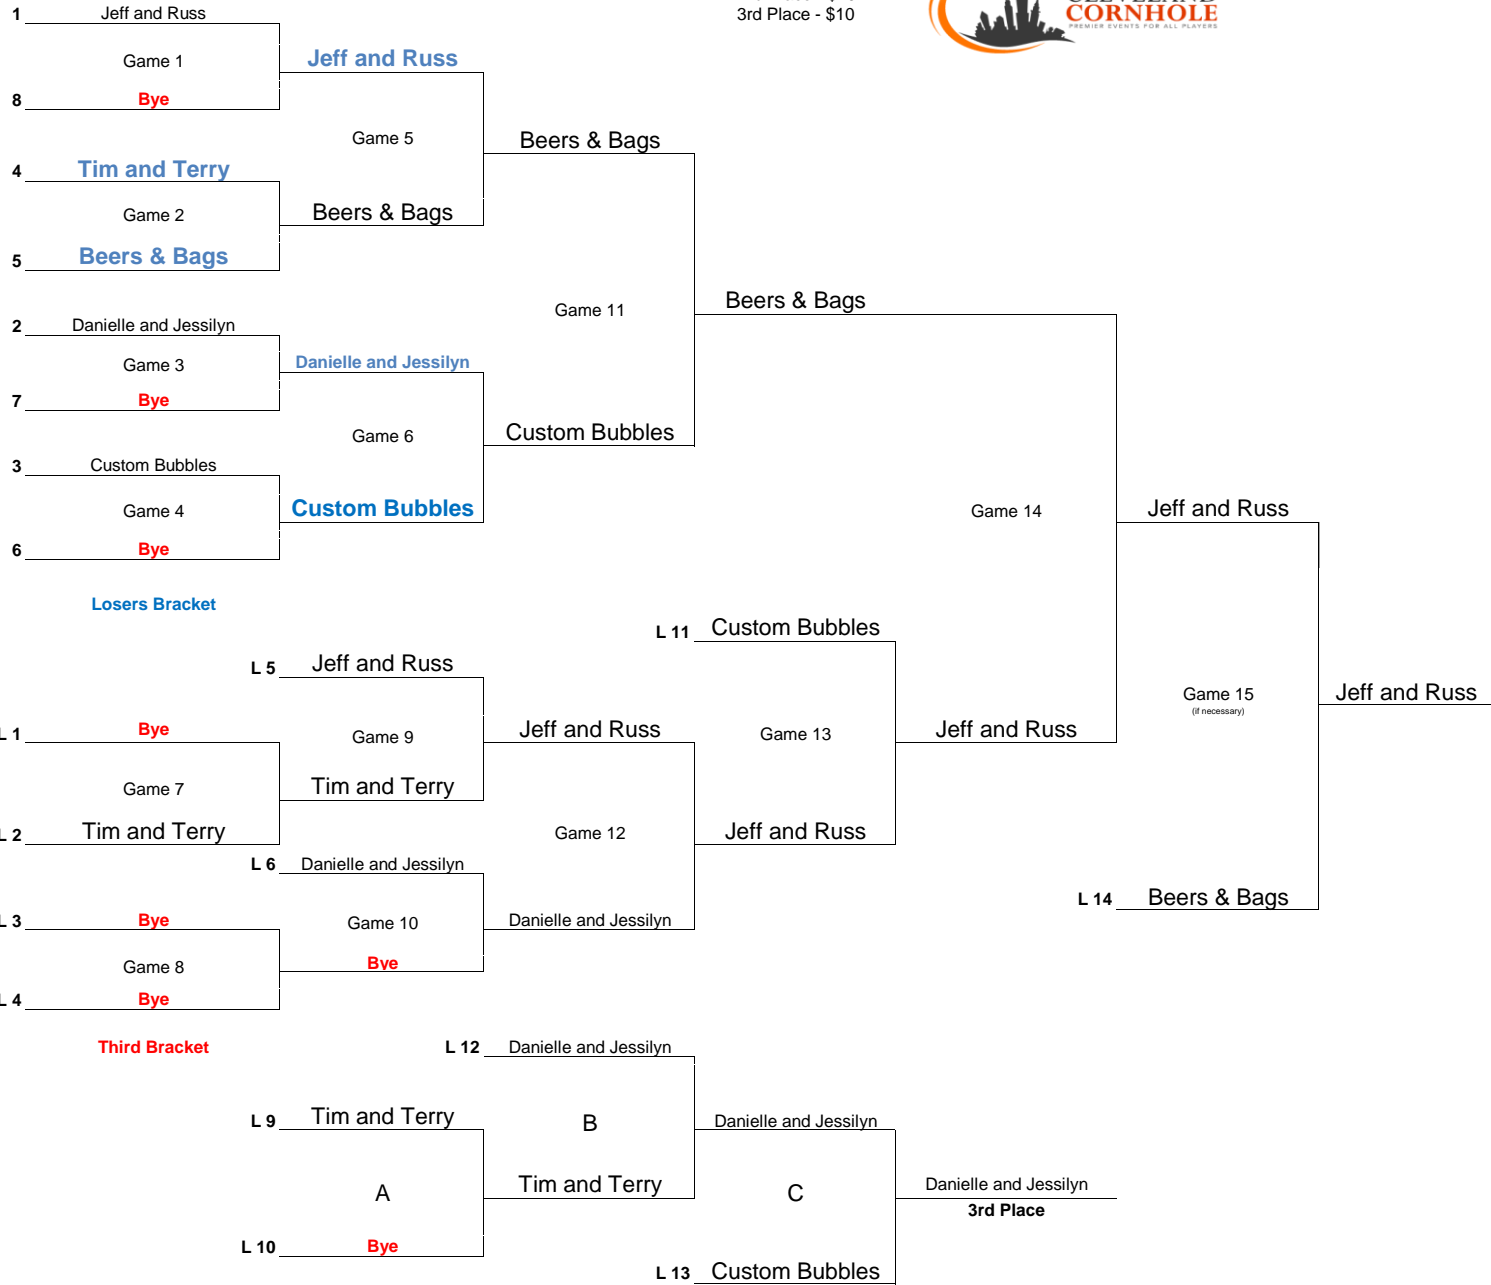 1 Jeff and Russ
3rd Place - $10
CORNHOLE
PREMIER EVENTS FOR ALL PLAYERS
Game 1
Jeff and Russ
8 Bye
Game 5
Beers & Bags
4 Tim and Terry
Game 2
Beers & Bags
5 Beers & Bags
Game 11
Beers & Bags
2 Danielle and Jessilyn
Game 3
Danielle and Jessilyn
7 Bye
Game 6
Custom Bubbles
3 Custom Bubbles
Game 4
Custom Bubbles
6 Bye
Game 14
Jeff and Russ
Losers Bracket
L 11 Custom Bubbles
L 5 Jeff and Russ
Game 15
(if necessary)
Jeff and Russ
L 1 Bye
Game 9
Jeff and Russ
Game 13
Jeff and Russ
Game 7
Tim and Terry
L 2 Tim and Terry
Game 12
Jeff and Russ
L 6 Danielle and Jessilyn
L 14 Beers & Bags
L 3 Bye
Game 10
Danielle and Jessilyn
Game 8
Bye
L 4 Bye
Third Bracket
L 12 Danielle and Jessilyn
L 9 Tim and Terry
B
Danielle and Jessilyn
A
Tim and Terry
C
Danielle and Jessilyn
3rd Place
L 10 Bye
L 13 Custom Bubbles